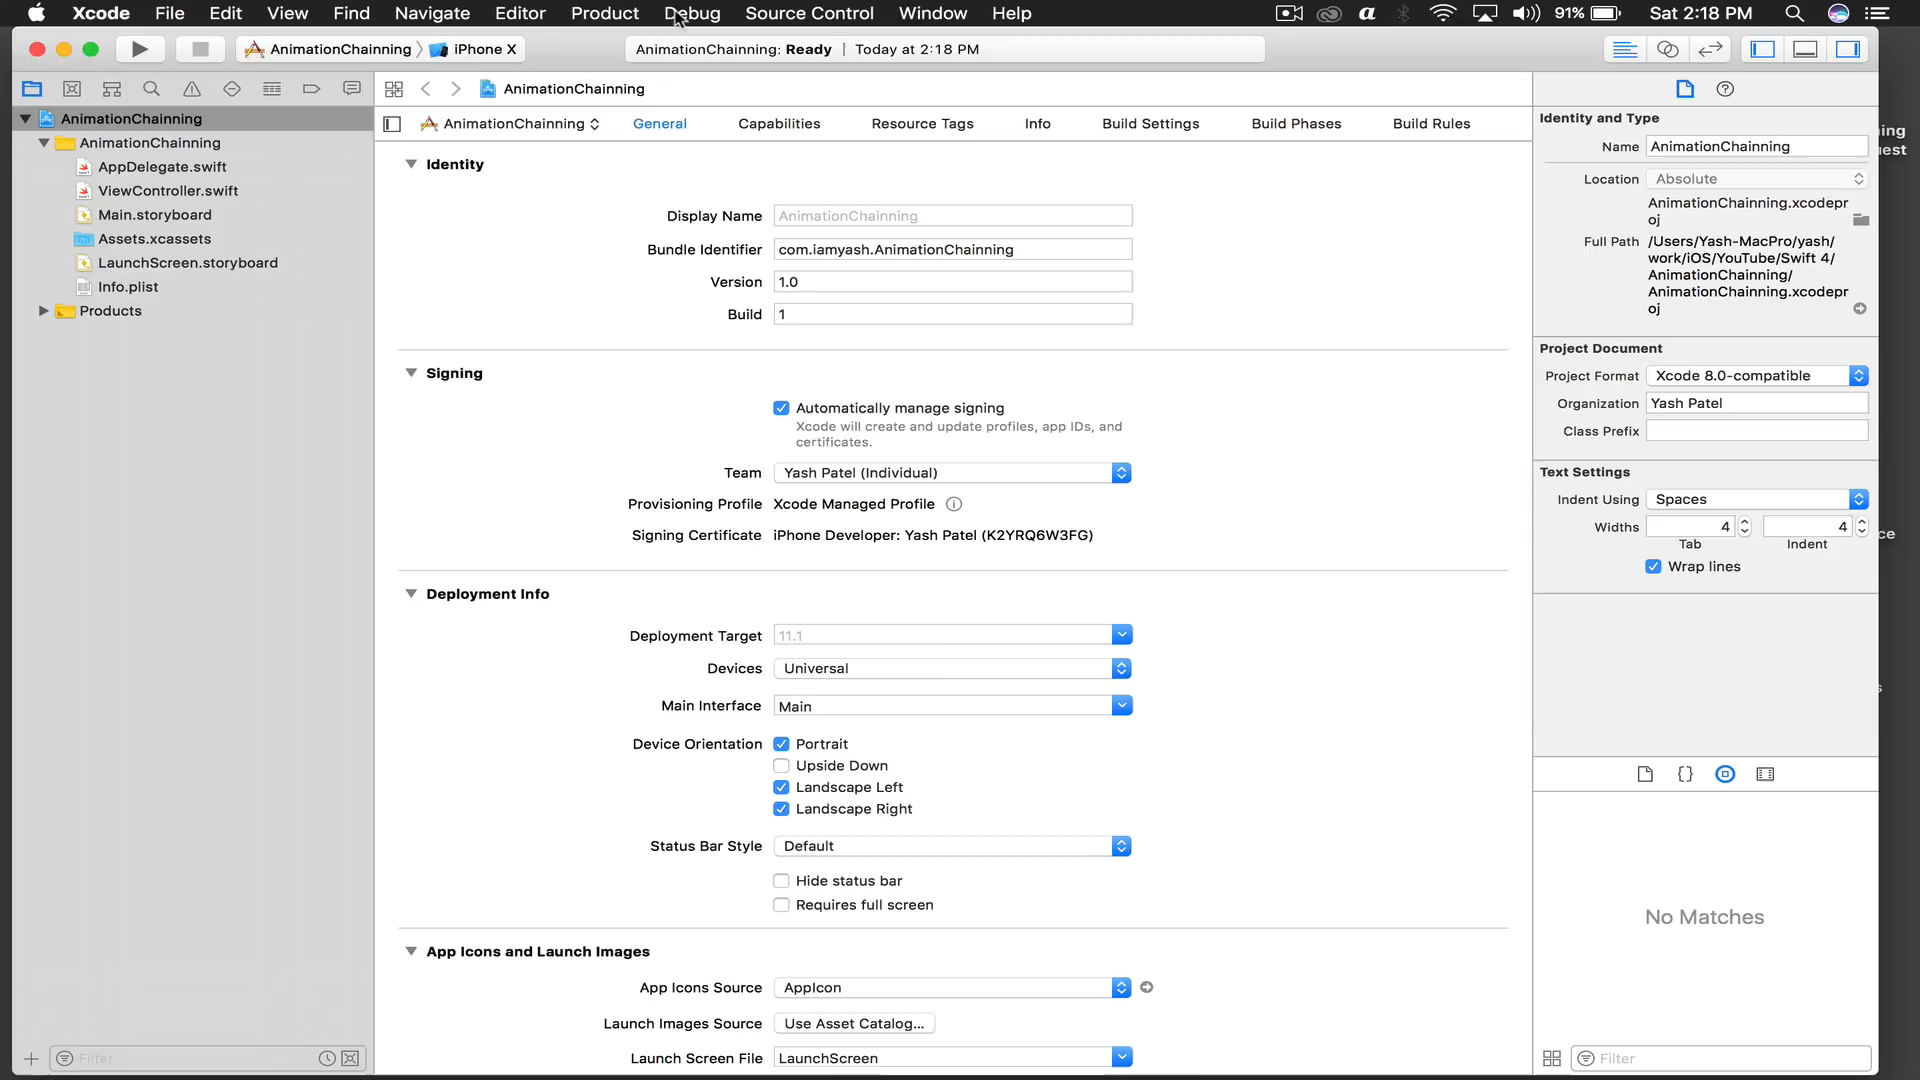 Xcode File Edit View Find Navigate Editor Product Debug Source Control Window Help 91% Sat 2:18 PM
AnimationChainning iPhone X AnimationChainning: Ready | Today at 2:18 PM
AnimationChainning
AnimationChainning
AnimationChainning
AppDelegate.swift
ViewController.swift
Main.storyboard
Assets.xcassets
LaunchScreen.storyboard
Info.plist
Products
Filter
AnimationChainning General Capabilities Resource Tags Info Build Settings Build Phases Build Rules
Identity
Display Name AnimationChainning
Bundle Identifier com.iamyash.AnimationChainning
Version 1.0
Build 1
Signing
Automatically manage signing
Xcode will create and update profiles, app IDs, and
certificates.
Team Yash Patel (Individual)
Provisioning Profile Xcode Managed Profile
Signing Certificate iPhone Developer: Yash Patel (K2YRQ6W3FG)
Deployment Info
Deployment Target 11.1
Devices Universal
Main Interface Main
Device Orientation Portrait
Upside Down
Landscape Left
Landscape Right
Status Bar Style Default
Hide status bar
Requires full screen
App Icons and Launch Images
App Icons Source AppIcon
Launch Images Source Use Asset Catalog...
Launch Screen File LaunchScreen
Identity and Type
Name AnimationChainning
Location Absolute
AnimationChainning.xcodepr
oj
Full Path /Users/Yash-MacPro/yash/
work/iOS/YouTube/Swift 4/
AnimationChainning/
AnimationChainning.xcodepr
oj
Project Document
Project Format Xcode 8.0-compatible
Organization Yash Patel
Class Prefix
Text Settings
Indent Using Spaces
Widths 4 4
Tab Indent
Wrap lines
No Matches
Filter
ing
est
ce
s